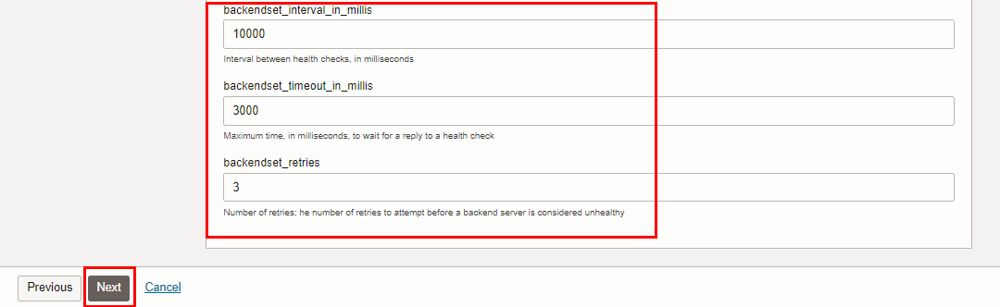 backendset_interval_in_millis
10000
Interval between health checks, in milliseconds
backendset_timeout_in_millis
3000
Maximum time, in milliseconds, to wait for a reply to a health check
backendset_retries
3
Number of retries; he number of retries to attempt before a backend server is considered unhealthy
Previous Next Cancel